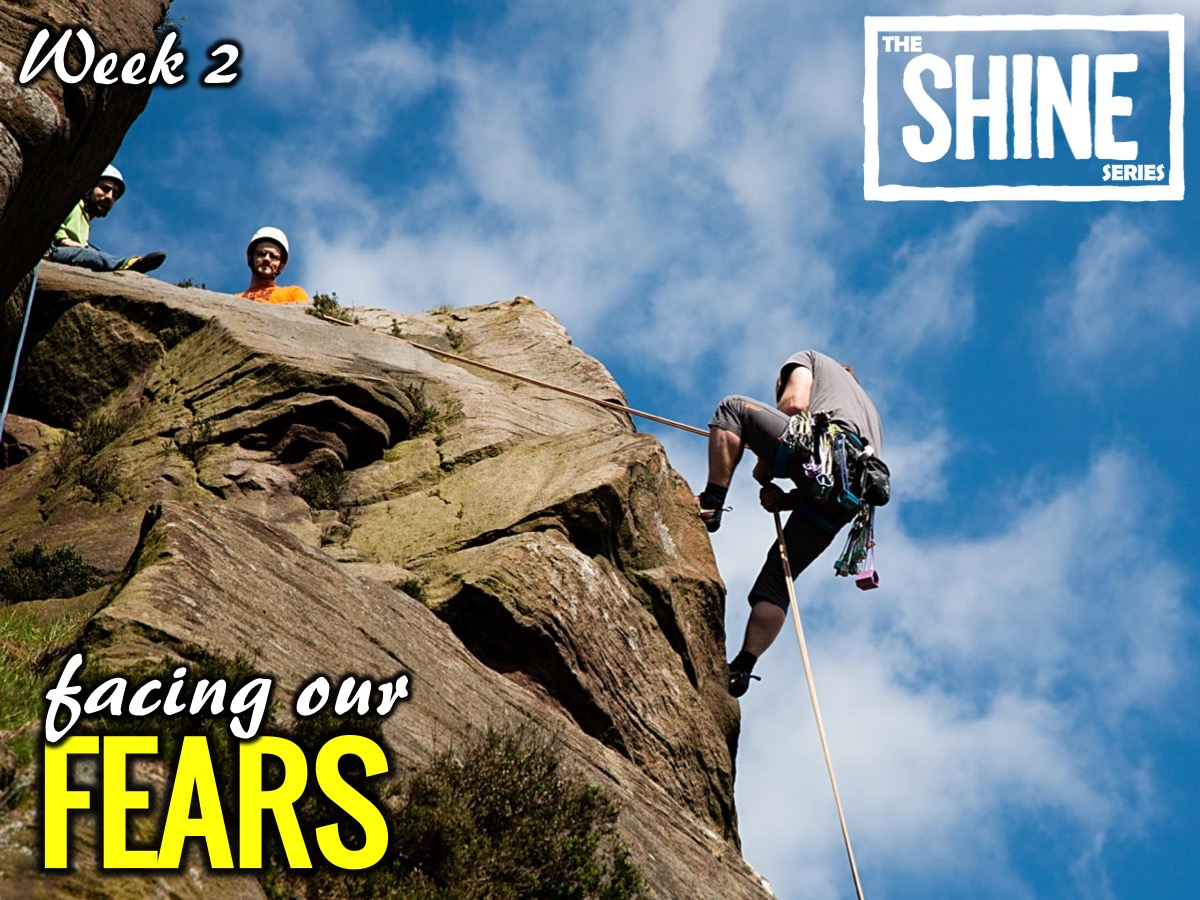 Week 2
THE
SHINE
SERIES
facing our
FEARS